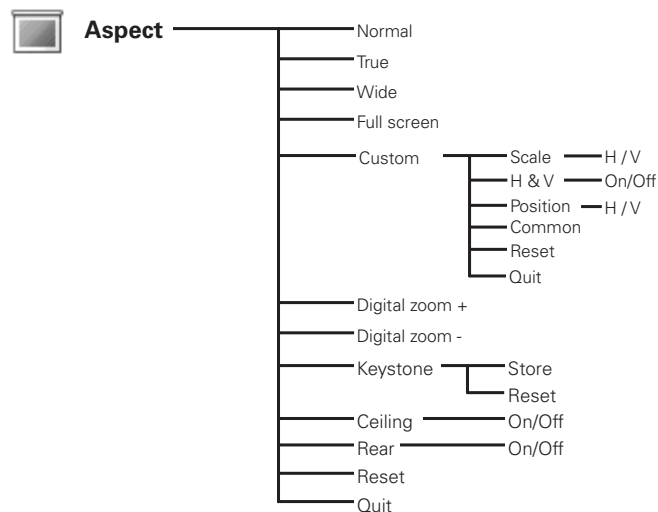 Aspect
Normal
True
Wide
Full screen
Custom
Scale H / V
H & V On/Off
Position H / V
Common
Reset
Quit
Digital zoom +
Digital zoom -
Keystone Store
Reset
Ceiling On/Off
Rear On/Off
Reset
Quit